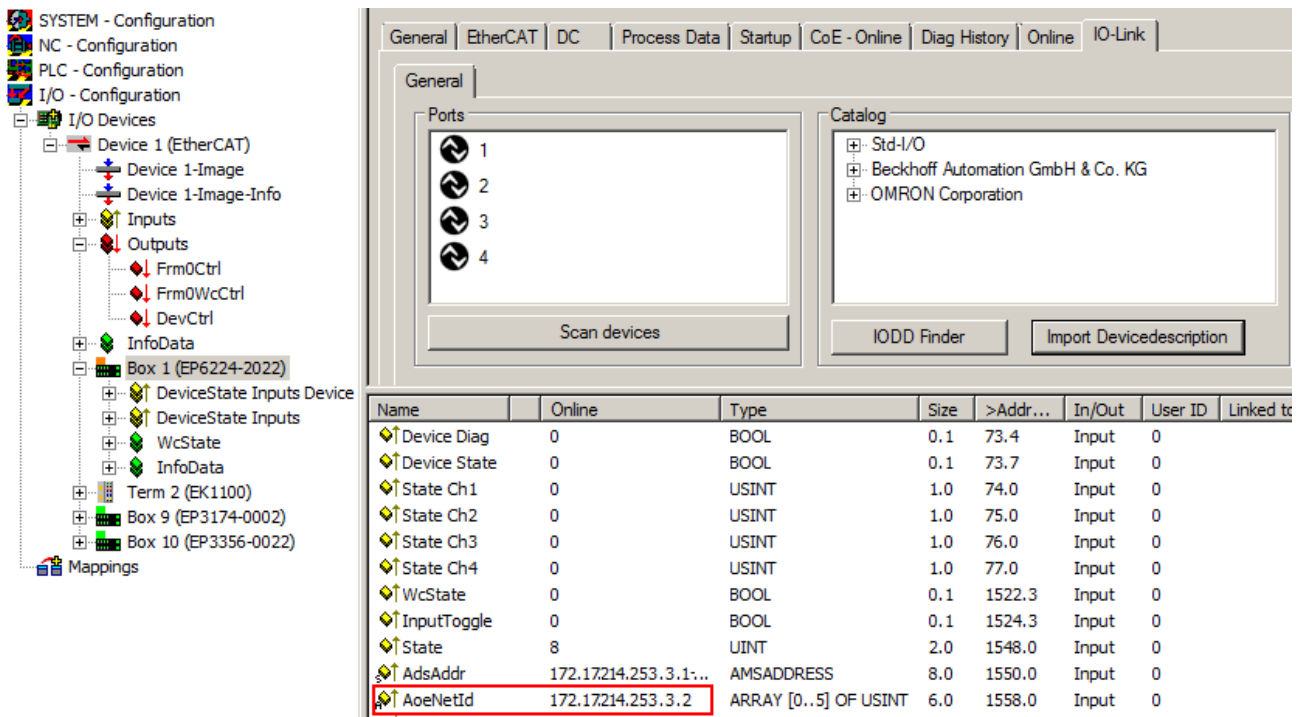 SYSTEM - Configuration
NC - Configuration
PLC - Configuration
I/O - Configuration
I/O Devices
Device 1 (EtherCAT)
Device 1-Image
Device 1-Image-Info
Inputs
Outputs
Frm0Ctrl
Frm0WcCtrl
DevCtrl
InfoData
Box 1 (EP6224-2022)
DeviceState Inputs Device
DeviceState Inputs
WcState
InfoData
Term 2 (EK1100)
Box 9 (EP3174-0002)
Box 10 (EP3356-0022)
Mappings
General EtherCAT DC Process Data Startup CoE - Online Diag History Online IO-Link
General
Ports
1
2
3
4
Scan devices
Catalog
Std-I/O
Beckhoff Automation GmbH & Co. KG
OMRON Corporation
IODD Finder Import Devicedescription
Name Online Type Size >Addr... In/Out User ID Linked to
Device Diag 0 BOOL 0.1 73.4 Input 0
Device State 0 BOOL 0.1 73.7 Input 0
State Ch1 0 USINT 1.0 74.0 Input 0
State Ch2 0 USINT 1.0 75.0 Input 0
State Ch3 0 USINT 1.0 76.0 Input 0
State Ch4 0 USINT 1.0 77.0 Input 0
WcState 0 BOOL 0.1 1522.3 Input 0
InputToggle 0 BOOL 0.1 1524.3 Input 0
State 8 UINT 2.0 1548.0 Input 0
AdsAddr 172.17.214.253.3.1:... AMSADDRESS 8.0 1550.0 Input 0
AoeNetId 172.17.214.253.3.2 ARRAY [0..5] OF USINT 6.0 1558.0 Input 0